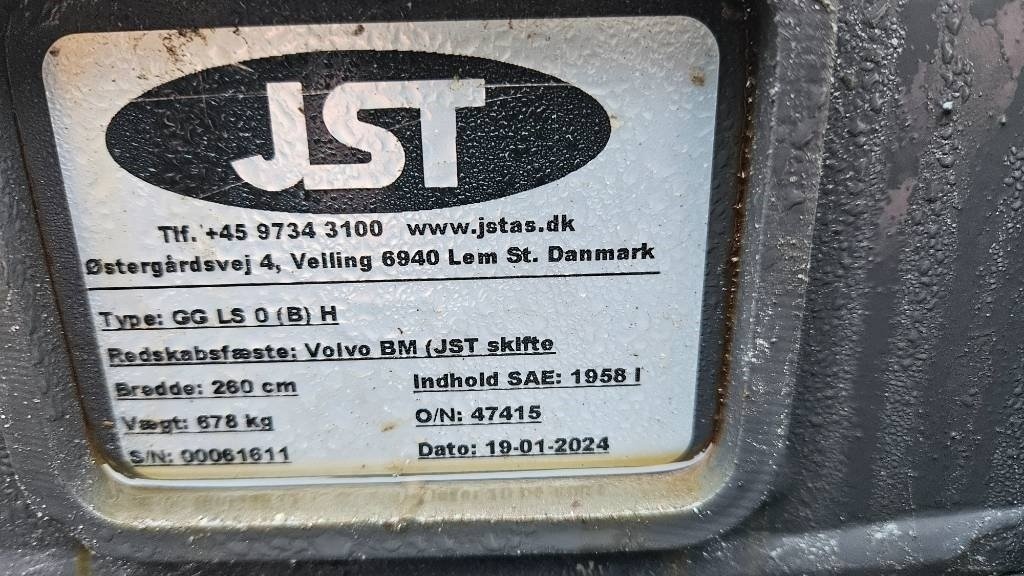 JST
Tlf. +45 9734 3100 www.jstas.dk
Østergårdsvej 4, Velling 6940 Lem St. Danmark
Type: GG LS 0 (B) H
Redskabsfæste: Volvo BM (JST skifte
Bredde: 260 cm Indhold SAE: 1958 l
Vægt: 678 kg O/N: 47415
S/N: 00061611 Dato: 19-01-2024